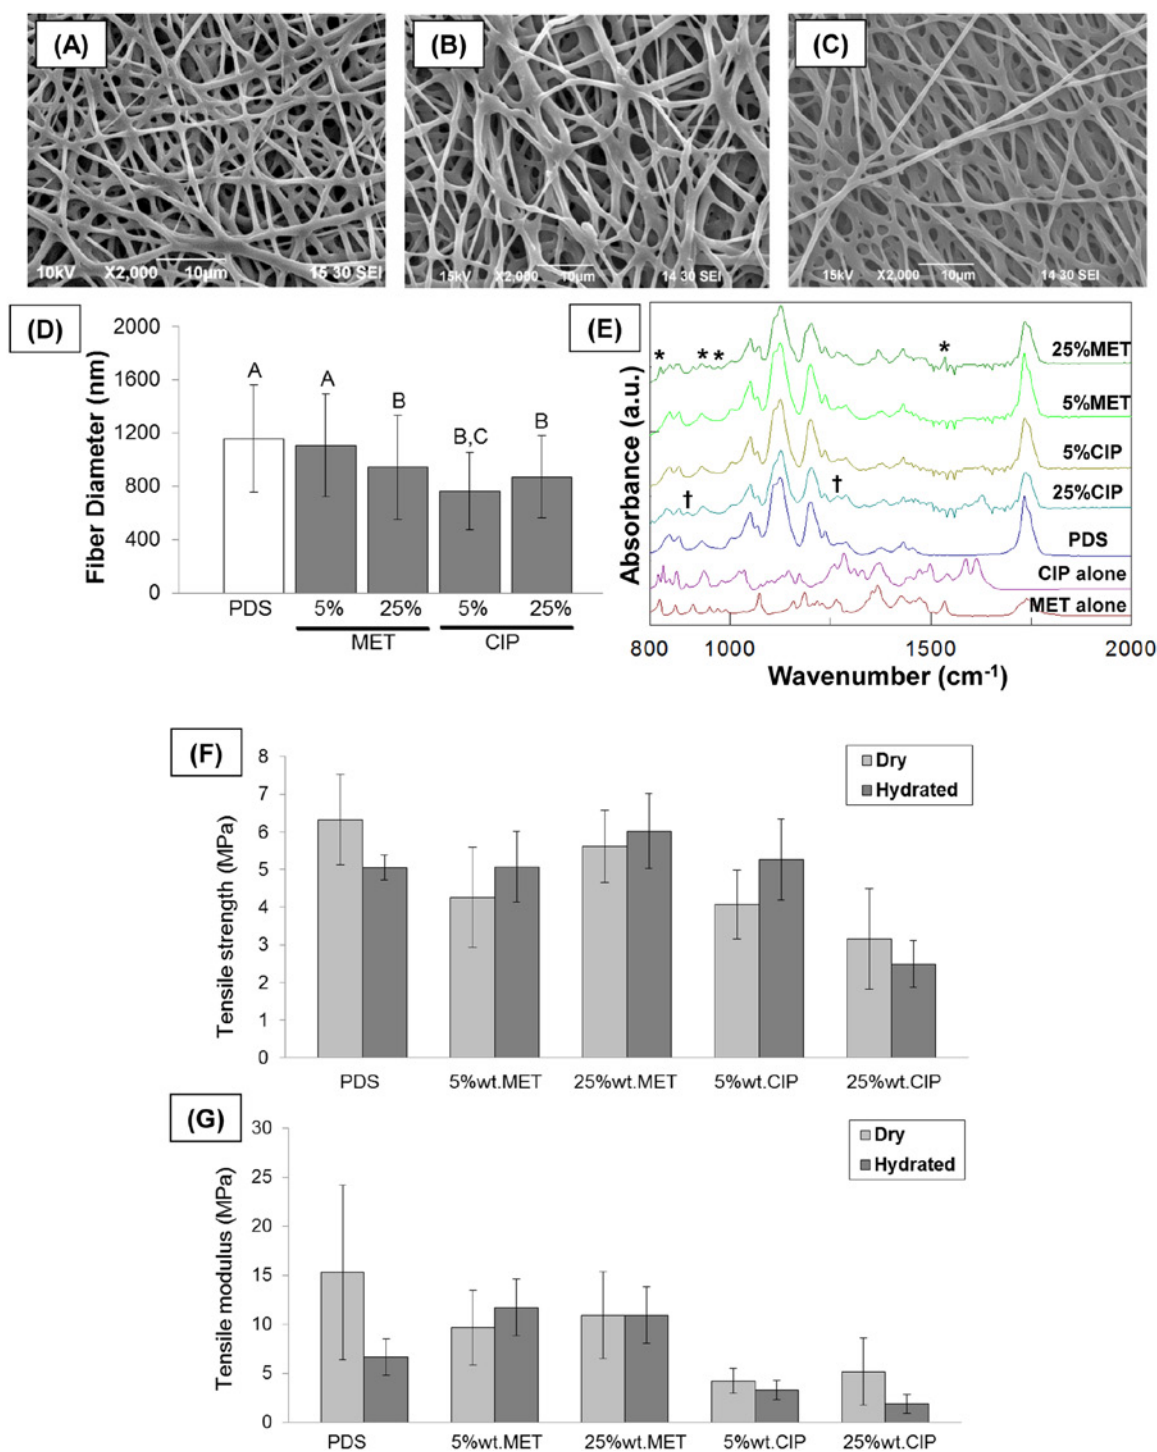 (A)
(B)
(C)
10kV X2,000 10µm 15 30 SEI
15kV X2,000 10µm 14 30 SEI
15kV X2,000 10µm 14 30 SEI
(D)
Fiber Diameter (nm)
2000
1600
1200
800
400
0
A
A
B
B,C
B
PDS 5% 25% 5% 25%
MET CIP
(E)
Absorbance (a.u.)
* * * *
25%MET
5%MET
5%CIP
† †
25%CIP
PDS
CIP alone
MET alone
800 1000 1500 2000
Wavenumber (cm-1)
(F)
Tensile strength (MPa)
8
7
6
5
4
3
2
1
0
Dry
Hydrated
PDS 5%wt.MET 25%wt.MET 5%wt.CIP 25%wt.CIP
(G)
Tensile modulus (MPa)
30
25
20
15
10
5
0
Dry
Hydrated
PDS 5%wt.MET 25%wt.MET 5%wt.CIP 25%wt.CIP